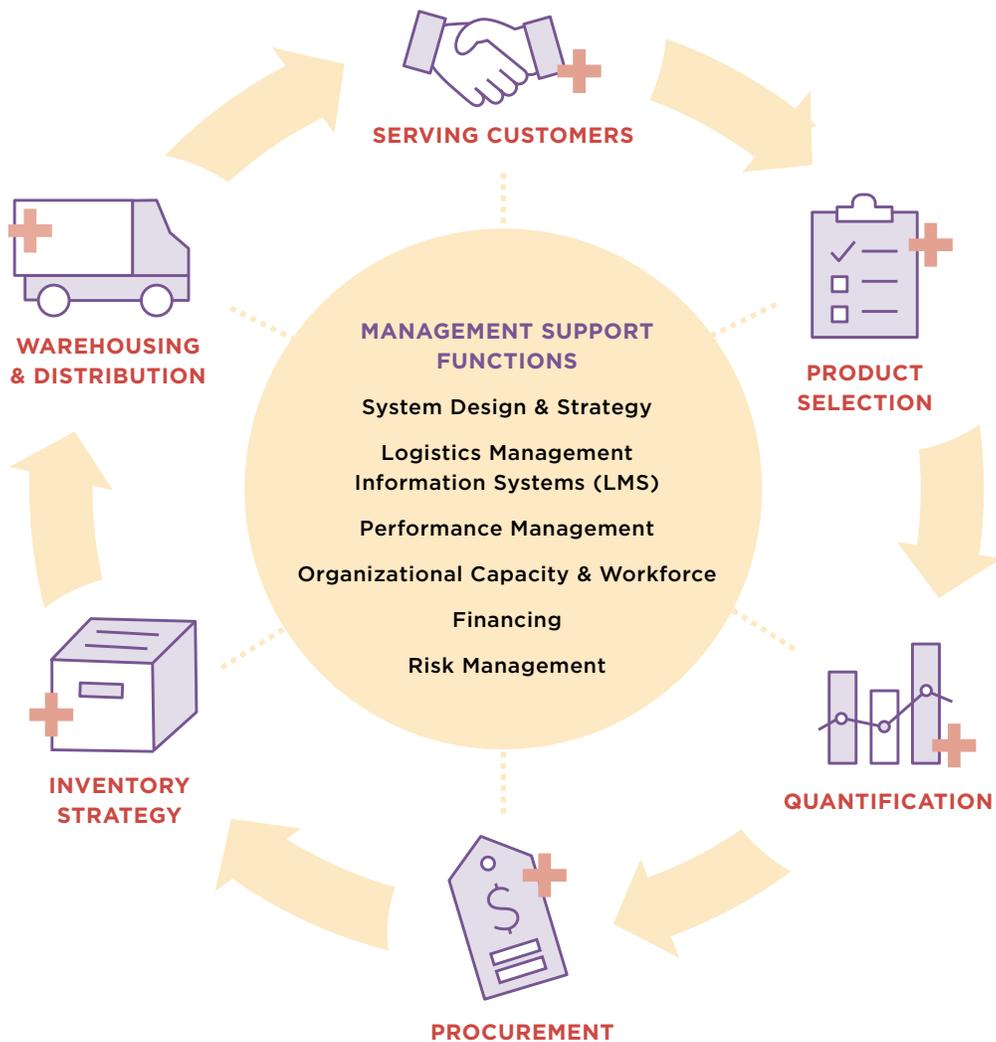 SERVING CUSTOMERS
WAREHOUSING
& DISTRIBUTION
PRODUCT
SELECTION
MANAGEMENT SUPPORT
FUNCTIONS
System Design & Strategy
Logistics Management
Information Systems (LMS)
Performance Management
Organizational Capacity & Workforce
Financing
Risk Management
INVENTORY
STRATEGY
QUANTIFICATION
$
PROCUREMENT